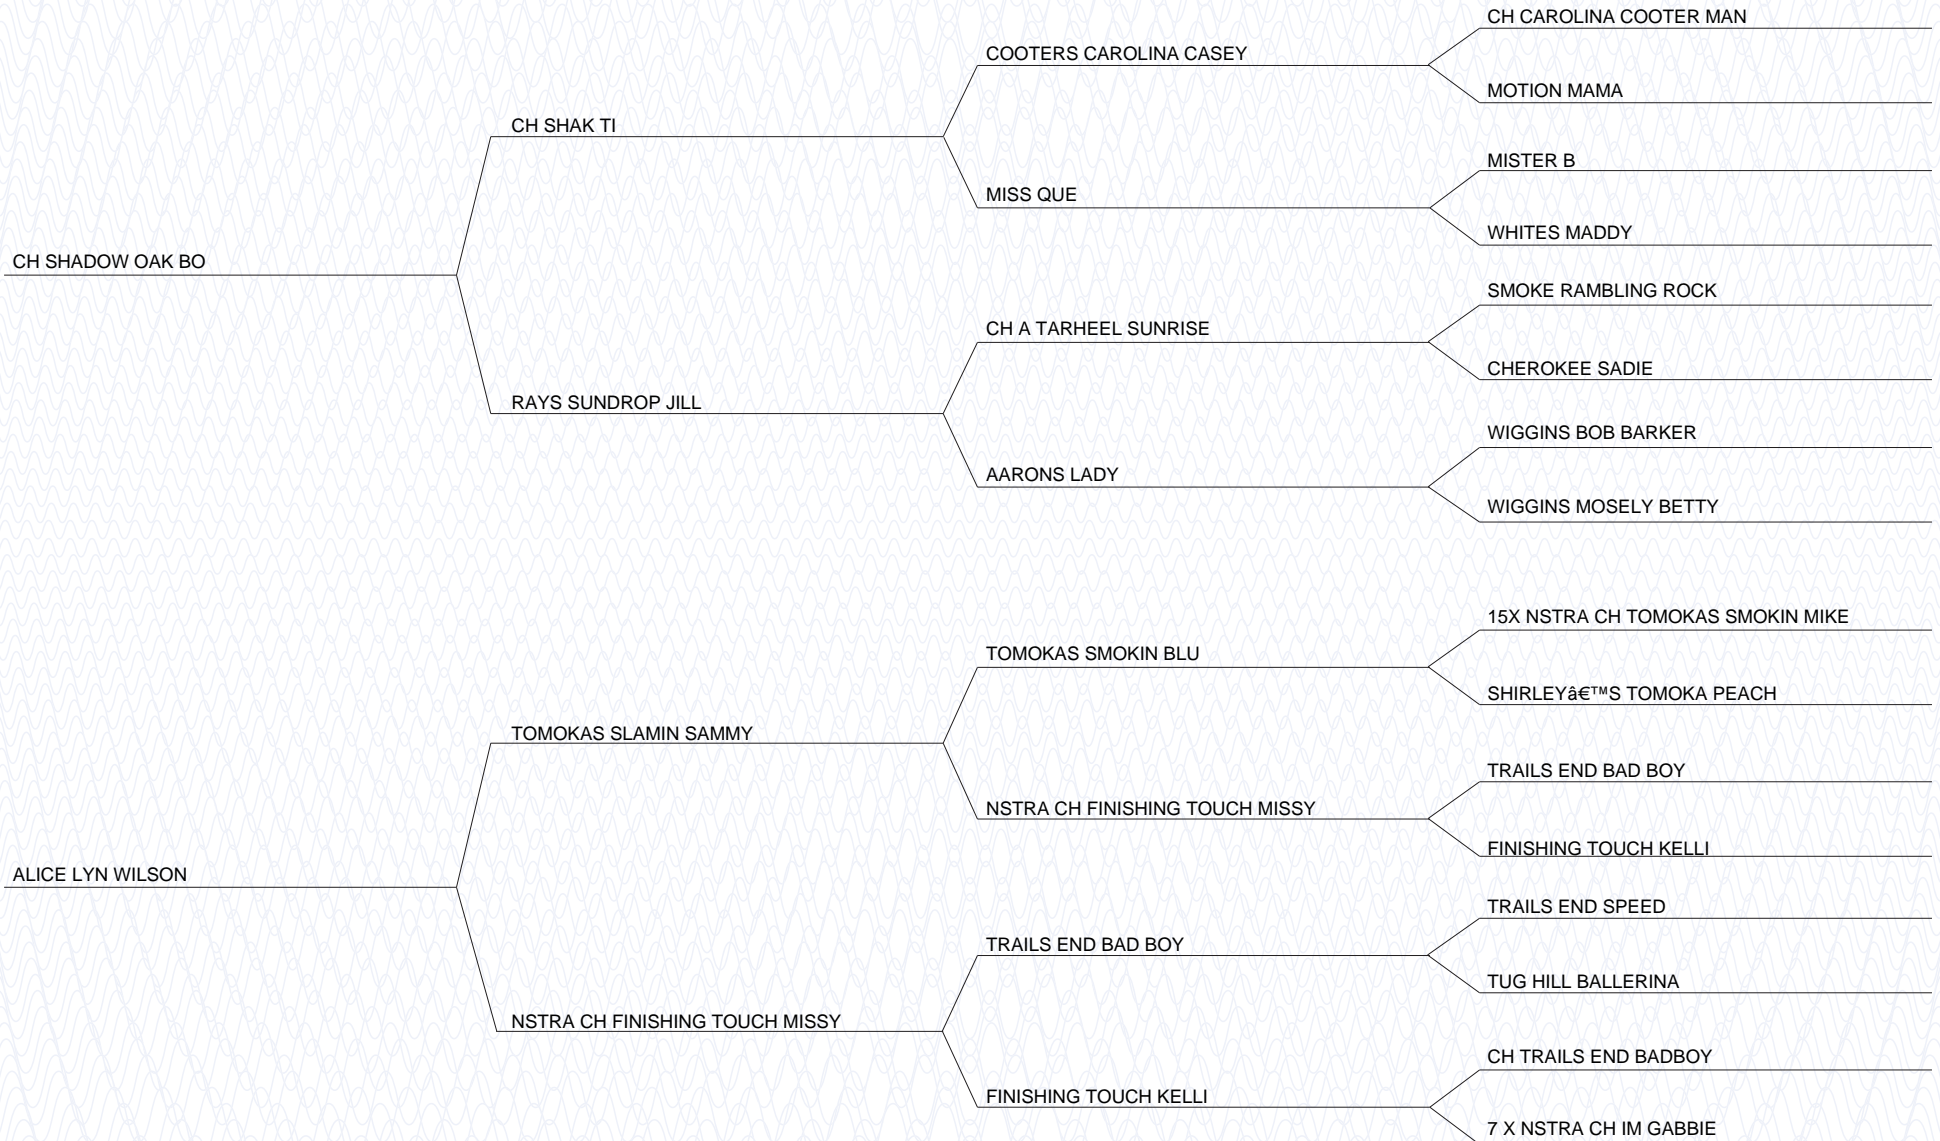 CH CAROLINA COOTER MAN
COOTERS CAROLINA CASEY
MOTION MAMA
CH SHAK TI
MISTER B
MISS QUE
WHITES MADDY
CH SHADOW OAK BO
SMOKE RAMBLING ROCK
CH A TARHEEL SUNRISE
CHEROKEE SADIE
RAYS SUNDROP JILL
WIGGINS BOB BARKER
AARONS LADY
WIGGINS MOSELY BETTY
15X NSTRA CH TOMOKAS SMOKIN MIKE
TOMOKAS SMOKIN BLU
SHIRLEYâ€™S TOMOKA PEACH
TOMOKAS SLAMIN SAMMY
TRAILS END BAD BOY
NSTRA CH FINISHING TOUCH MISSY
FINISHING TOUCH KELLI
ALICE LYN WILSON
TRAILS END SPEED
TRAILS END BAD BOY
TUG HILL BALLERINA
NSTRA CH FINISHING TOUCH MISSY
CH TRAILS END BADBOY
FINISHING TOUCH KELLI
7 X NSTRA CH IM GABBIE